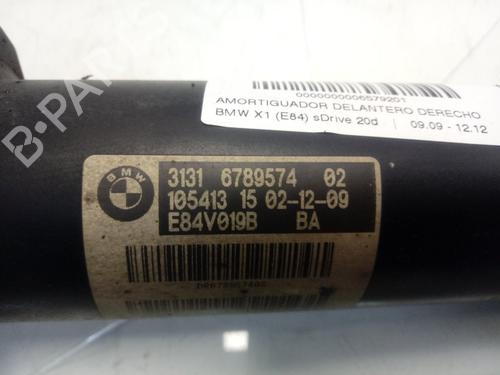 B-PARTS
0000000006579201
AMORTIGUADOR DELANTERO DERECHO
BMW X1 (E84) sDrive 20d | 09.09 - 12.12
BMW
3131 6789574 02
105413 15 02-12-09
E84V019B BA